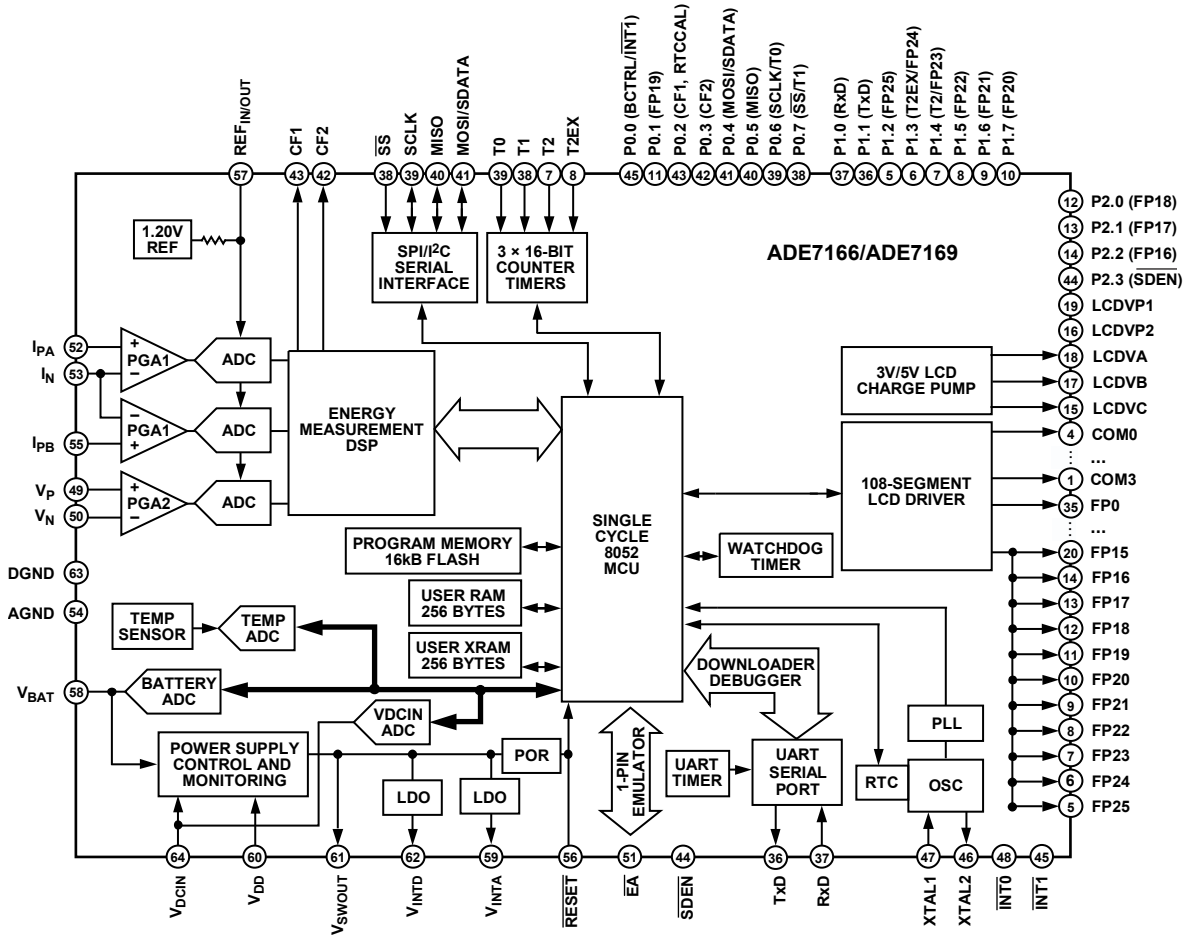 REFIN/OUT
CF1
CF2
SS
SCLK
MISO
MOSI/SDATA
T0
T1
T2
T2EX
P0.0 (BCTRL/INT1)
P0.1 (FP19)
P0.2 (CF1, RTCCAL)
P0.3 (CF2)
P0.4 (MOSI/SDATA)
P0.5 (MISO)
P0.6 (SCLK/T0)
P0.7 (SS/T1)
P1.0 (RxD)
P1.1 (TxD)
P1.2 (FP25)
P1.3 (T2EX/FP24)
P1.4 (T2/FP23)
P1.5 (FP22)
P1.6 (FP21)
P1.7 (FP20)
57 43 42 38 39 40 41 39 38 7 8 45 11 43 42 41 40 39 38 37 36 5 6 7 8 9 10
12 P2.0 (FP18)
13 P2.1 (FP17)
14 P2.2 (FP16)
44 P2.3 (SDEN)
19 LCDVP1
16 LCDVP2
18 LCDVA
17 LCDVB
15 LCDVC
4 COM0
...
1 COM3
35 FP0
...
20 FP15
14 FP16
13 FP17
12 FP18
11 FP19
10 FP20
9 FP21
8 FP22
7 FP23
6 FP24
5 FP25
ADE7166/ADE7169
1.20V
REF
SPI/I2C
SERIAL
INTERFACE
3 × 16-BIT
COUNTER
TIMERS
IPA 52
IN 53
IPB 55
VP 49
VN 50
DGND 63
AGND 54
VBAT 58
+
PGA1
−
ADC
−
PGA1
+
ADC
+
PGA2
−
ADC
ENERGY
MEASUREMENT
DSP
3V/5V LCD
CHARGE PUMP
108-SEGMENT
LCD DRIVER
SINGLE
CYCLE
8052
MCU
PROGRAM MEMORY
16kB FLASH
WATCHDOG
TIMER
USER RAM
256 BYTES
USER XRAM
256 BYTES
TEMP
SENSOR
TEMP
ADC
BATTERY
ADC
VDCIN
ADC
DOWNLOADER
DEBUGGER
POWER SUPPLY
CONTROL AND
MONITORING
POR
LDO
LDO
1-PIN
EMULATOR
UART
TIMER
UART
SERIAL
PORT
PLL
RTC
OSC
64 60 61 62 59 56 51 44 36 37 47 46 48 45
VDCIN
VDD
VSWOUT
VINTD
VINTA
RESET
EA
SDEN
TxD
RxD
XTAL1
XTAL2
INT0
INT1